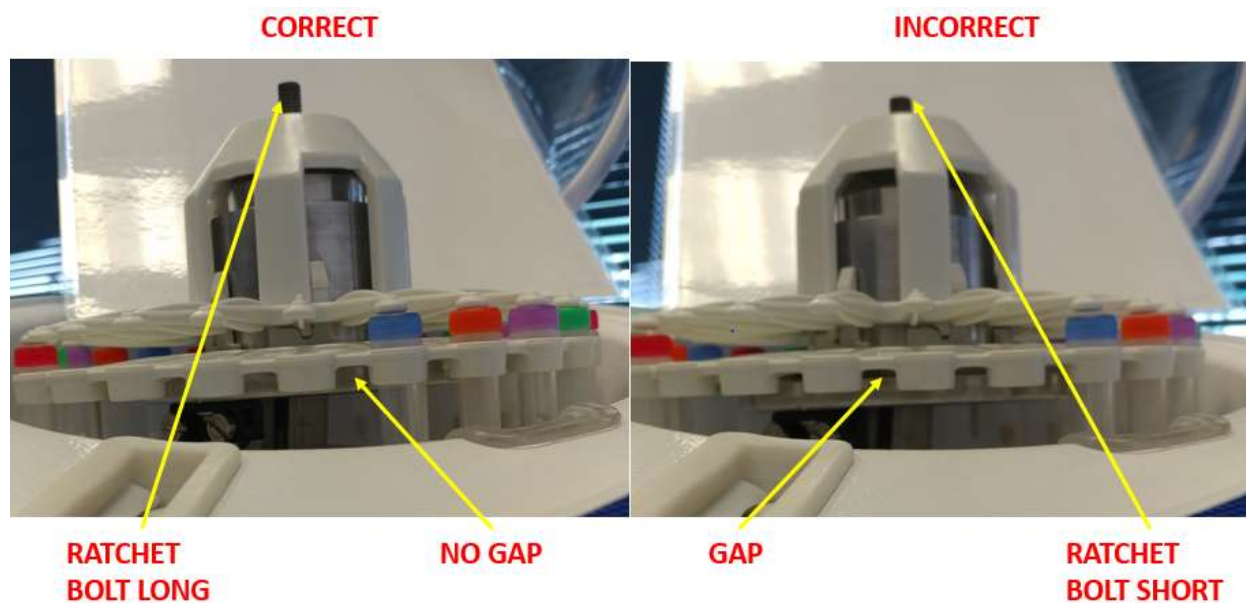 CORRECT
INCORRECT
RATCHET
BOLT LONG
NO GAP
GAP
RATCHET
BOLT SHORT